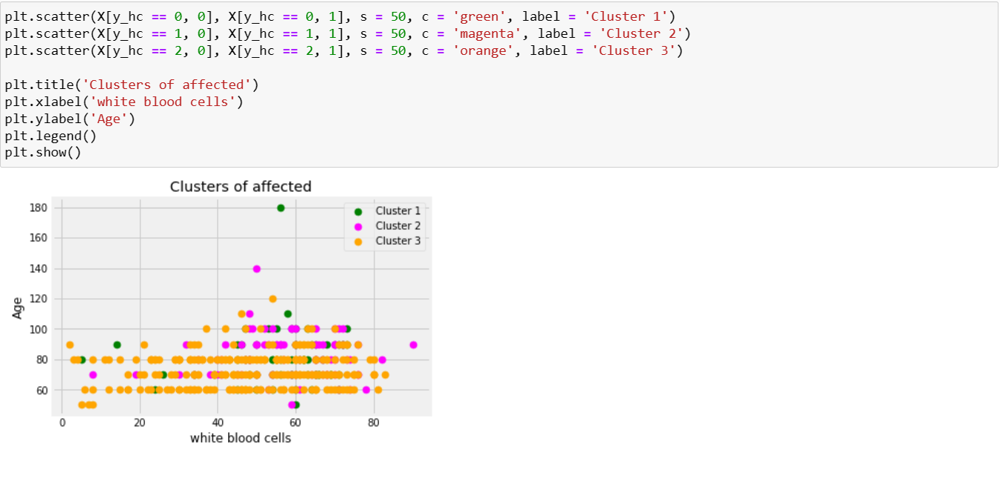 plt.scatter(X[y_hc == 0, 0], X[y_hc == 0, 1], s = 50, c = 'green', label = 'Cluster 1')
plt.scatter(X[y_hc == 1, 0], X[y_hc == 1, 1], s = 50, c = 'magenta', label = 'Cluster 2')
plt.scatter(X[y_hc == 2, 0], X[y_hc == 2, 1], s = 50, c = 'orange', label = 'Cluster 3')
plt.title('Clusters of affected')
plt.xlabel('white blood cells')
plt.ylabel('Age')
plt.legend()
plt.show()
Clusters of affected
180
160
140
120
100
80
60
Age
Cluster 1
Cluster 2
Cluster 3
0 20 40 60 80
white blood cells